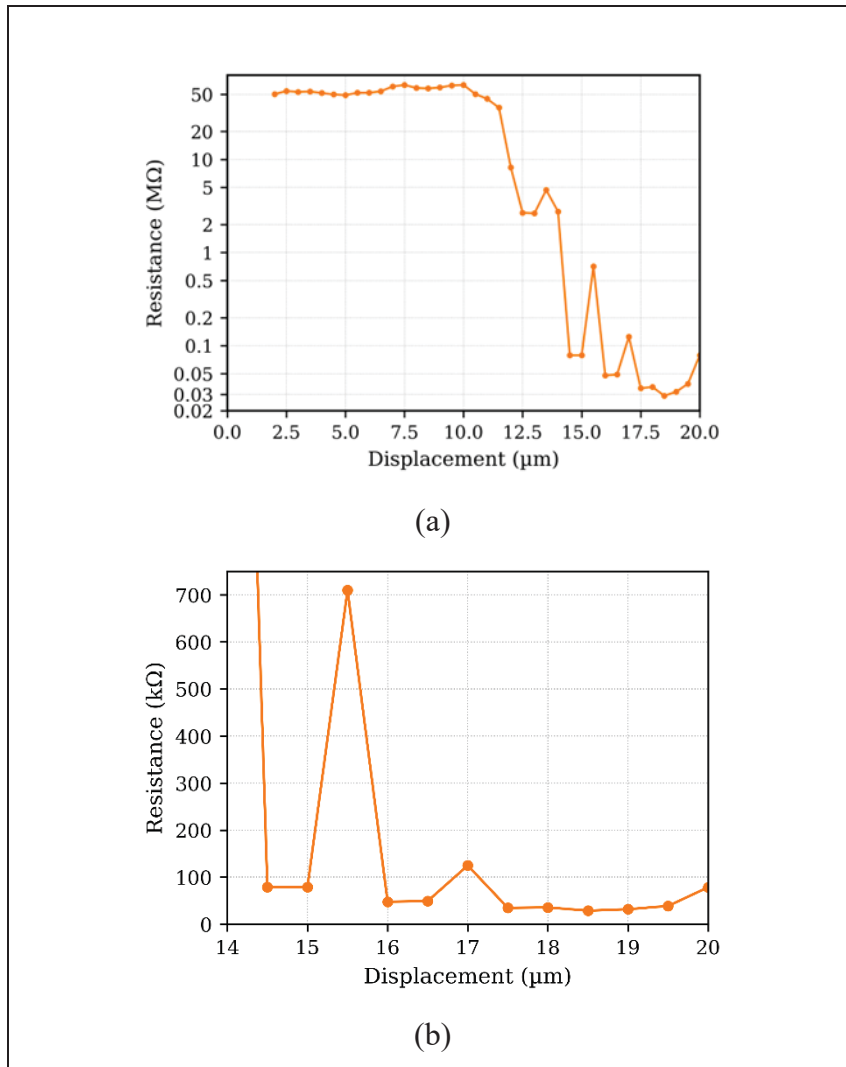 Resistance (MΩ)
50
20
10
5
2
1
0.5
0.2
0.1
0.05
0.03
0.02
0.0 2.5 5.0 7.5 10.0 12.5 15.0 17.5 20.0
Displacement (µm)
(a)
Resistance (kΩ)
700
600
500
400
300
200
100
0
14 15 16 17 18 19 20
Displacement (µm)
(b)